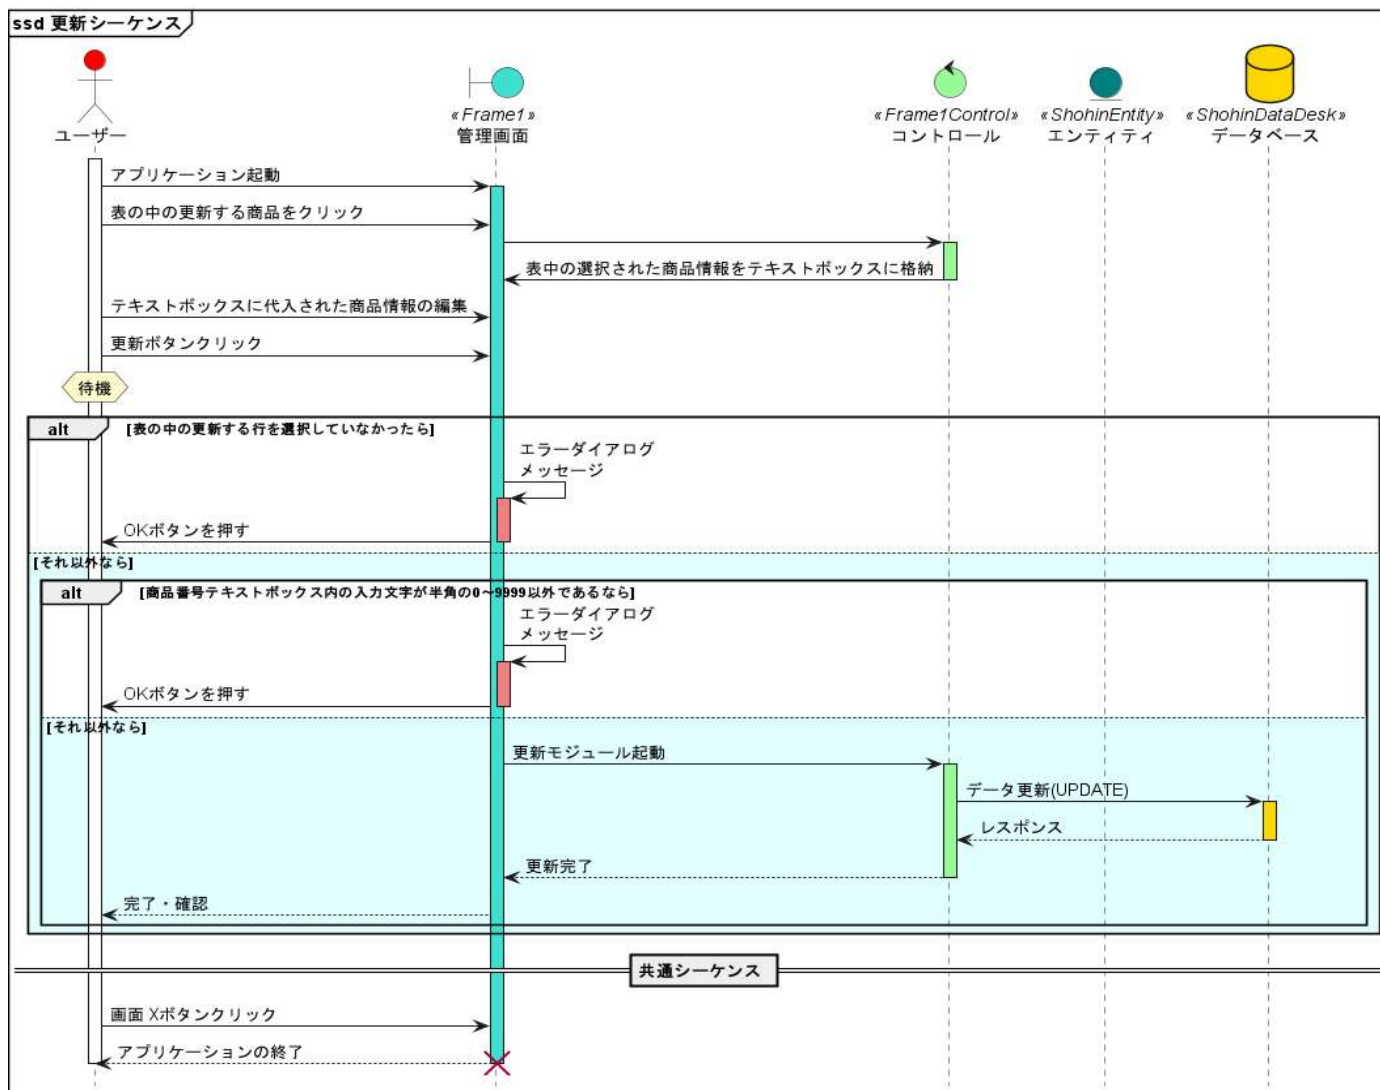 ssd 更新シーケンス
«Frame1»
«Frame1Control»
«ShohinEntity»
«ShohinDataDesk»
ユーザー
管理画面
コントロール
エンティティ
データベース
アプリケーション起動
表の中の更新する商品をクリック
表中の選択された商品情報をテキストボックスに格納
テキストボックスに代入された商品情報の編集
更新ボタンクリック
待機
alt
[表の中の更新する行を選択していなかったら]
エラーダイアログ
メッセージ
OKボタンを押す
[それ以外なら]
alt
[商品番号テキストボックス内の入力文字が半角の0～9999以外であるなら]
エラーダイアログ
メッセージ
OKボタンを押す
[それ以外なら]
更新モジュール起動
データ更新(UPDATE)
レスポンス
更新完了
完了・確認
共通シーケンス
画面 Xボタンクリック
アプリケーションの終了